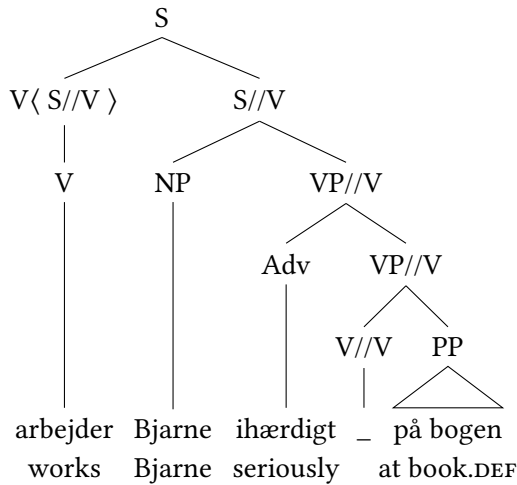 S
V⟨ S//V ⟩ S//V
V NP VP//V
Adv VP//V
V//V PP
arbejder Bjarne ihærdigt _ på bogen
works Bjarne seriously at book.DEF